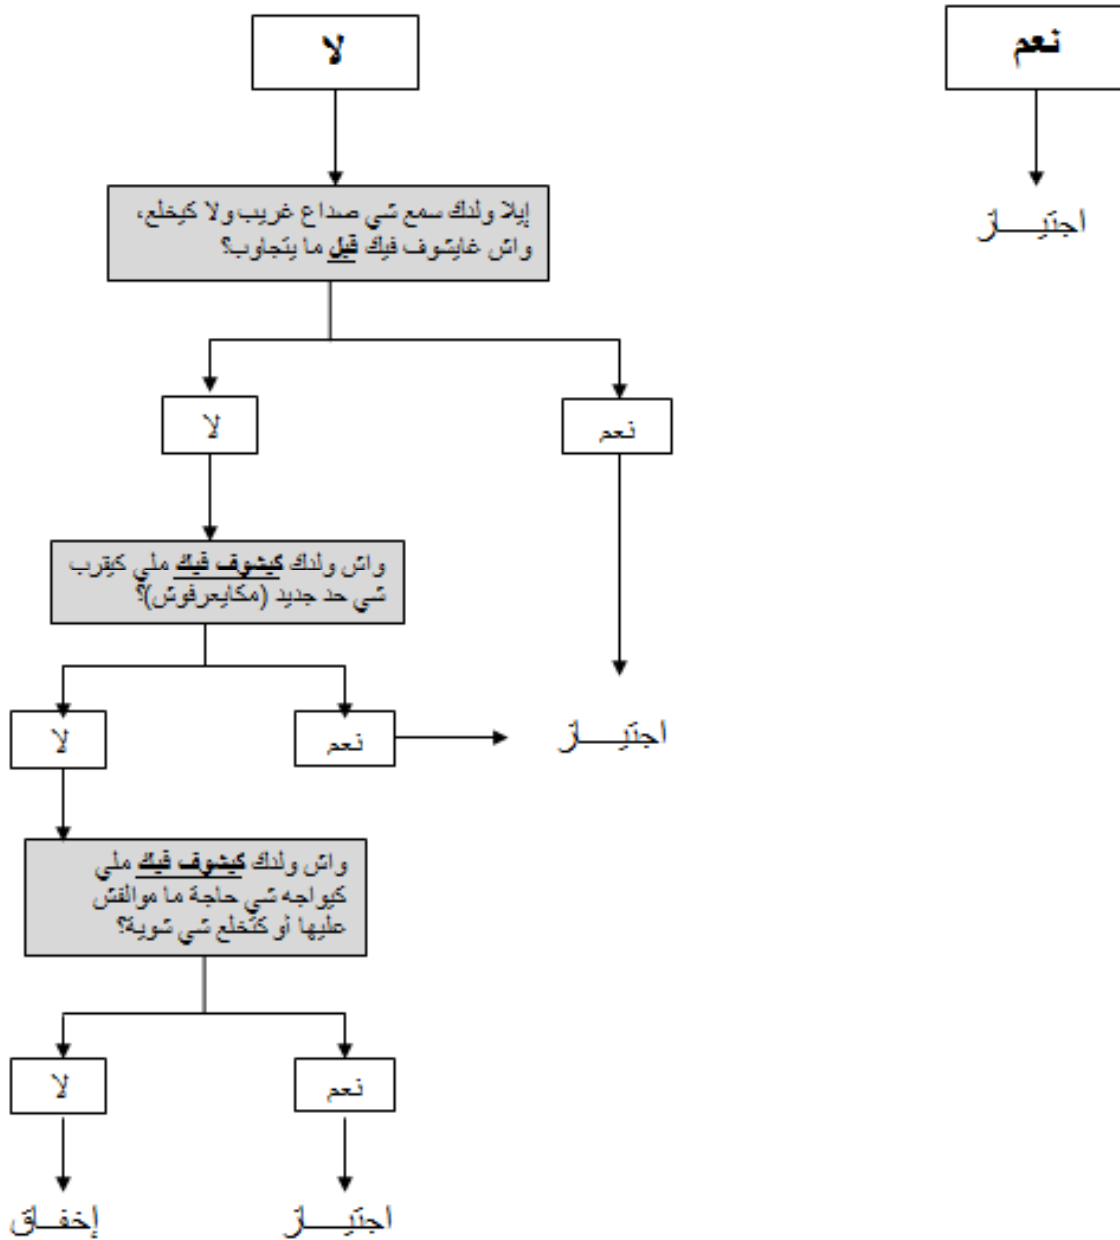 نعم
لا
اجتيـــاز
إيلا ولدك سمع شي صداع غريب ولا كيخلع،
واش غايشوف فيك قبل ما يتجاوب؟
نعم
لا
واش ولدك كيشوف فيك ملي كيقرب
شي حد جديد (مكايعرفوش)؟
نعم
لا
اجتيـــاز
واش ولدك كيشوف فيك ملي
كيواجه شي حاجة ما موالفش
عليها أو كتخلع شي شوية؟
نعم
لا
اجتيـــاز
إخفـــاق